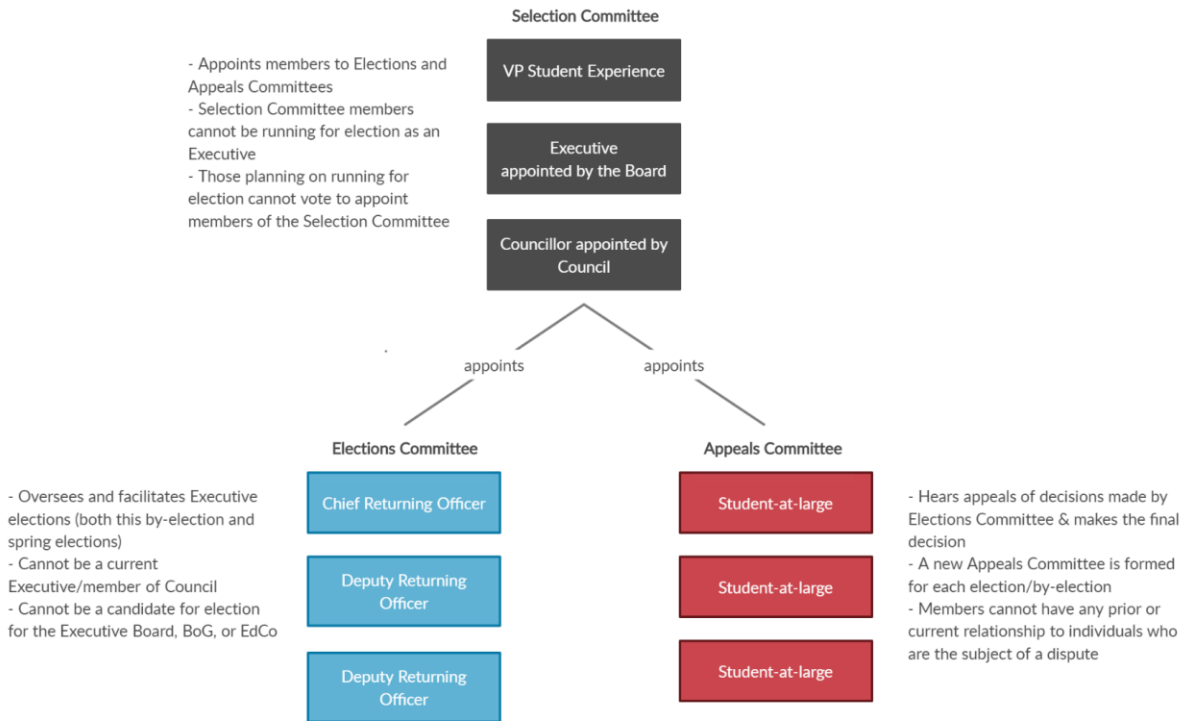 Selection Committee
- Appoints members to Elections and
Appeals Committees
- Selection Committee members
cannot be running for election as an
Executive
- Those planning on running for
election cannot vote to appoint
members of the Selection Committee
VP Student Experience
Executive
appointed by the Board
Councillor appointed by
Council
appoints
appoints
Elections Committee
- Oversees and facilitates Executive
elections (both this by-election and
spring elections)
- Cannot be a current
Executive/member of Council
- Cannot be a candidate for election
for the Executive Board, BoG, or EdCo
Chief Returning Officer
Deputy Returning
Officer
Deputy Returning
Officer
Appeals Committee
Student-at-large
Student-at-large
Student-at-large
- Hears appeals of decisions made by
Elections Committee & makes the final
decision
- A new Appeals Committee is formed
for each election/by-election
- Members cannot have any prior or
current relationship to individuals who
are the subject of a dispute